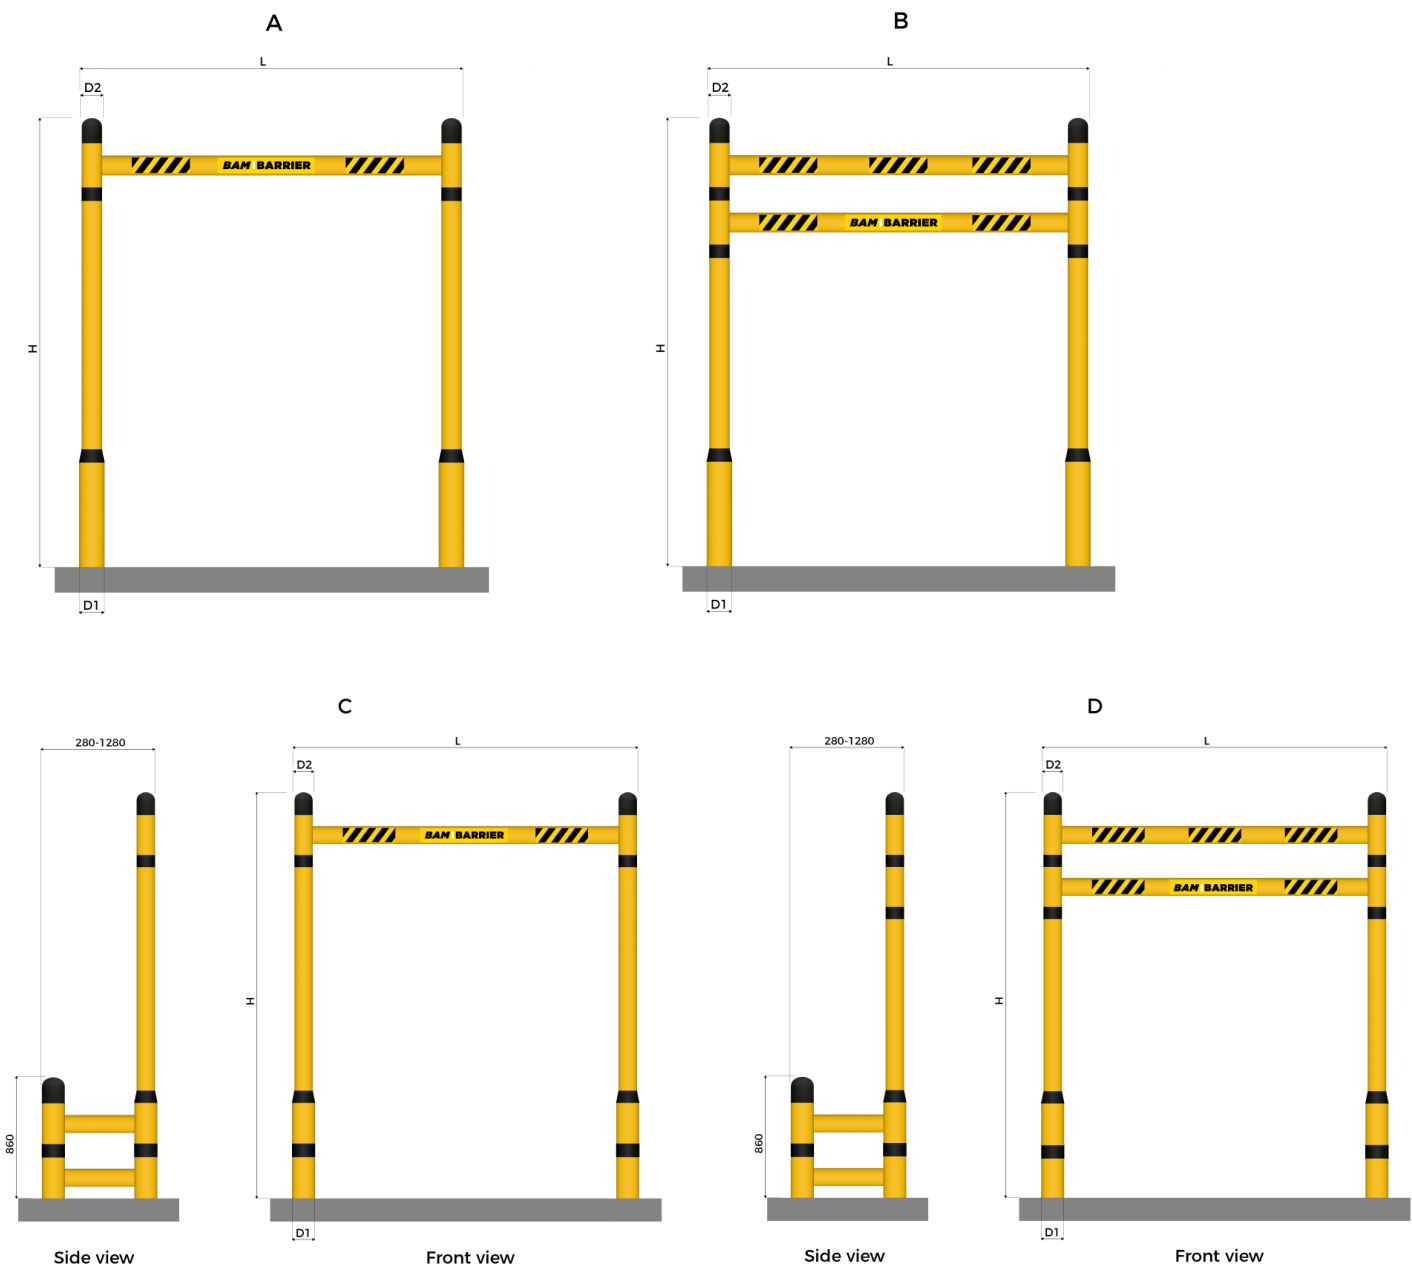 A
L
D2
BAM BARRIER
H
D1
B
L
D2
BAM BARRIER
H
D1
C
280-1280
860
Side view
L
D2
BAM BARRIER
H
D1
Front view
D
280-1280
860
Side view
L
D2
BAM BARRIER
H
D1
Front view